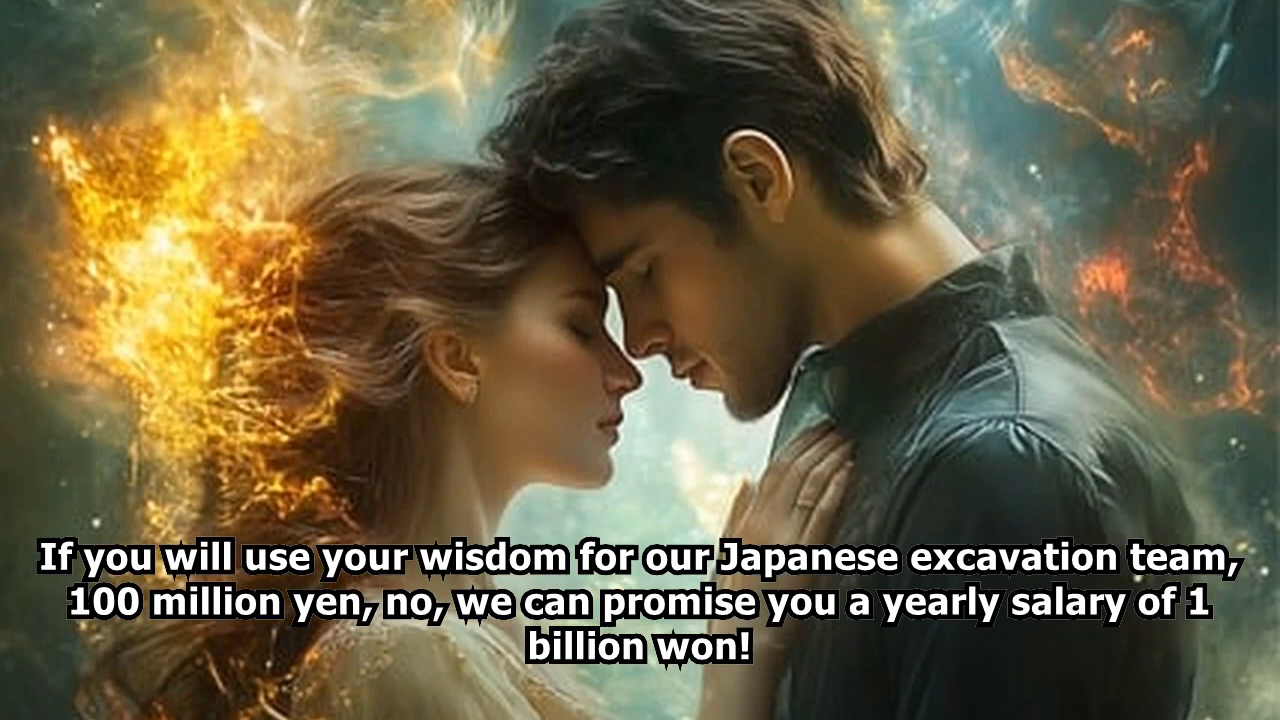 If you will use your wisdom for our Japanese excavation team,
100 million yen, no, we can promise you a yearly salary of 1
billion won!